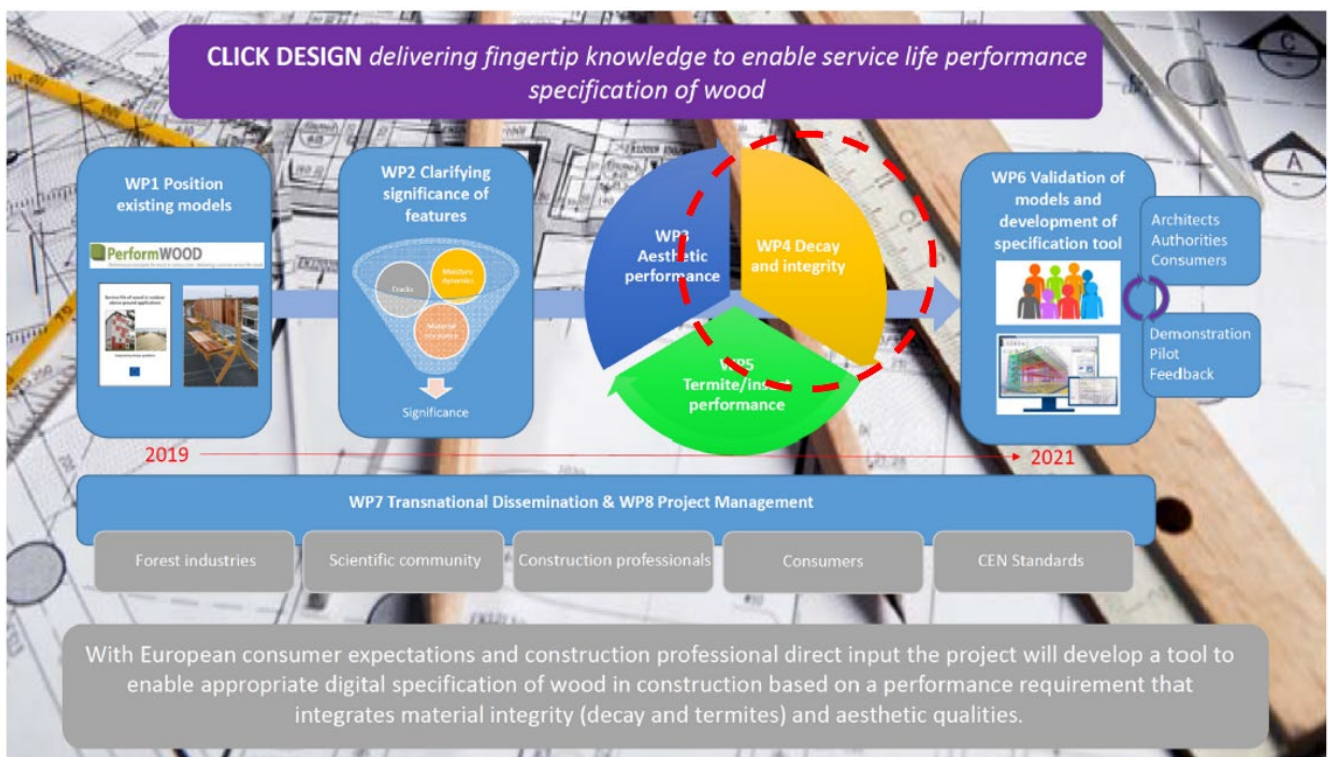 CLICK DESIGN delivering fingertip knowledge to enable service life performance
specification of wood
WP1 Position
existing models
PerformWOOD
WP2 Clarifying
significance of
features
Cracks
Moisture
dynamics
Material
resistance
Significance
WP3
Aesthetic
performance
WP4 Decay
and integrity
WP5
Termite/insect
performance
WP6 Validation of
models and
development of
specification tool
Architects
Authorities
Consumers
Demonstration
Pilot
Feedback
C
A
2019
2021
WP7 Transnational Dissemination & WP8 Project Management
Forest industries
Scientific community
Construction professionals
Consumers
CEN Standards
With European consumer expectations and construction professional direct input the project will develop a tool to
enable appropriate digital specification of wood in construction based on a performance requirement that
integrates material integrity (decay and termites) and aesthetic qualities.